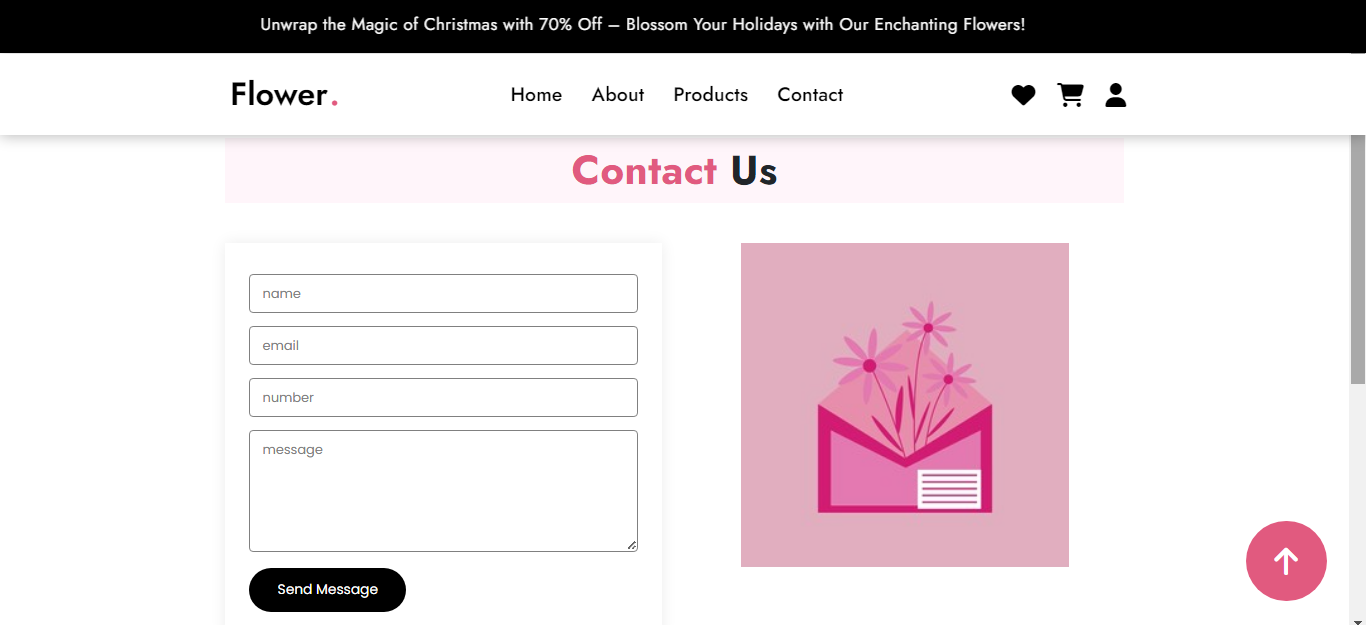 Unwrap the Magic of Christmas with 70% Off – Blossom Your Holidays with Our Enchanting Flowers!
Flower.
Home About Products Contact
Contact Us
name
email
number
message
Send Message